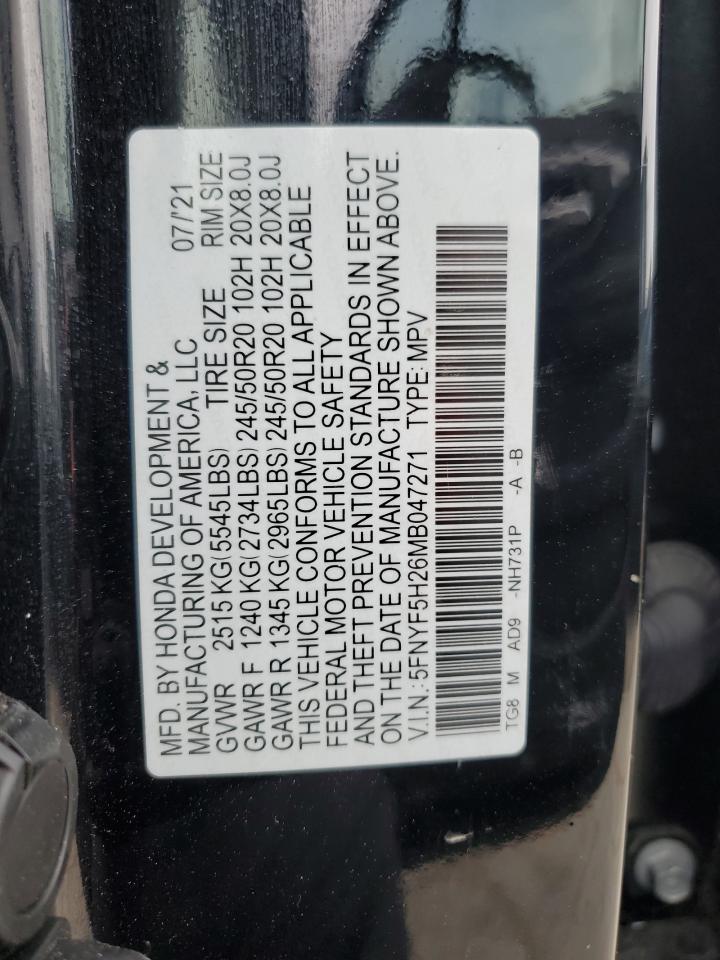 MFD. BY HONDA DEVELOPMENT &
MANUFACTURING OF AMERICA, LLC 07/'21
GVWR 2515 KG(5545LBS) TIRE SIZE RIM SIZE
GAWR F 1240 KG(2734LBS) 245/50R20 102H 20X8.0J
GAWR R 1345 KG(2965LBS) 245/50R20 102H 20X8.0J
THIS VEHICLE CONFORMS TO ALL APPLICABLE
FEDERAL MOTOR VEHICLE SAFETY
AND THEFT PREVENTION STANDARDS IN EFFECT
ON THE DATE OF MANUFACTURE SHOWN ABOVE.
V.I.N.: 5FNYF5H26MB047271 TYPE: MPV
TG8 M AD9 -NH731P -A -B